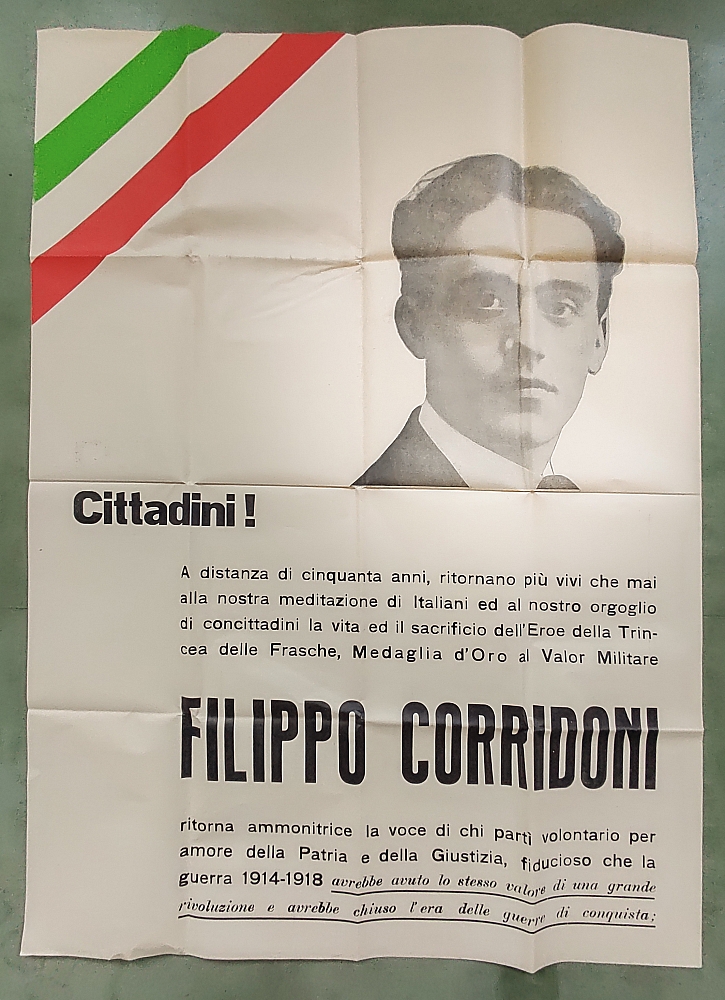 Cittadini!
A distanza di cinquanta anni, ritornano più vivi che mai
alla nostra meditazione di Italiani ed al nostro orgoglio
di concittadini la vita ed il sacrificio dell'Eroe della Trin-
cea delle Frasche, Medaglia d'Oro al Valor Militare
FILIPPO CORRIDONI
ritorna ammonitrice la voce di chi partì volontario per
amore della Patria e della Giustizia, fiducioso che la
guerra 1914-1918 avrebbe avuto lo stesso valore di una grande
rivoluzione e avrebbe chiuso l'era delle guerre di conquista;